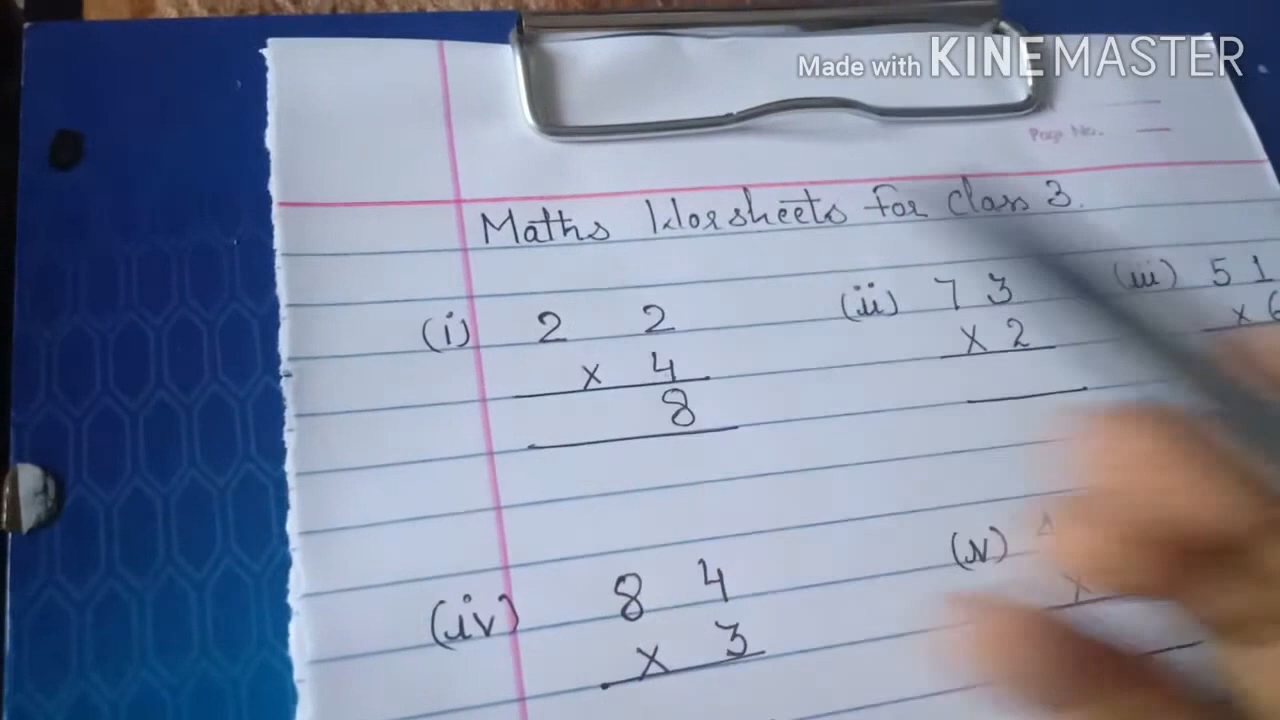 Made with KINEMASTER
Page No.
Maths Worsheets for class 3.
(i) 2 2
x 4
8
(ii) 7 3
x 2
(iii) 5 1
x 6
(iv) 8 4
x 3
(v)
x